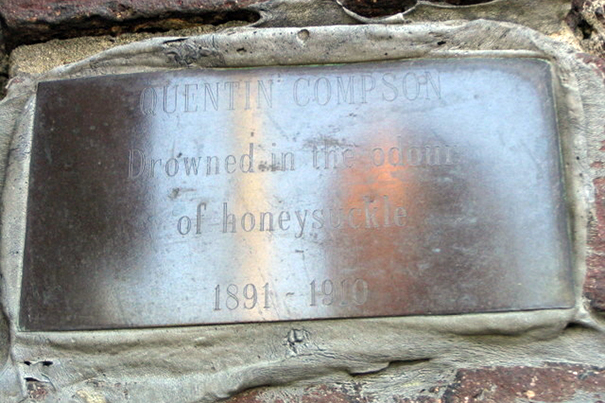 QUENTIN COMPSON
Drowned in the odour
of honeysuckle.
1891 - 1910